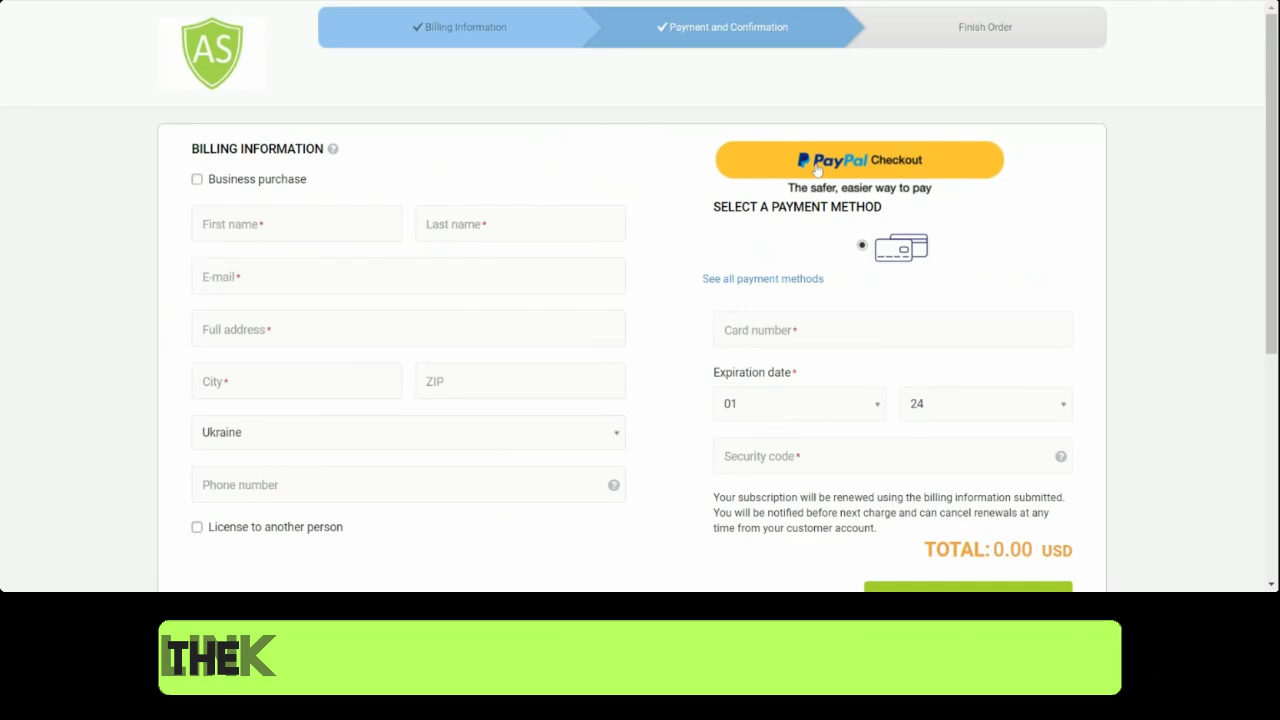 AS
Billing Information
Payment and Confirmation
Finish Order
BILLING INFORMATION
Business purchase
First name*
Last name*
E-mail*
Full address*
City*
ZIP
Ukraine
Phone number
License to another person
PayPal Checkout
The safer, easier way to pay
SELECT A PAYMENT METHOD
See all payment methods
Card number*
Expiration date*
01
24
Security code*
Your subscription will be renewed using the billing information submitted.
You will be notified before next charge and can cancel renewals at any
time from your customer account.
TOTAL: 0.00 USD
THE